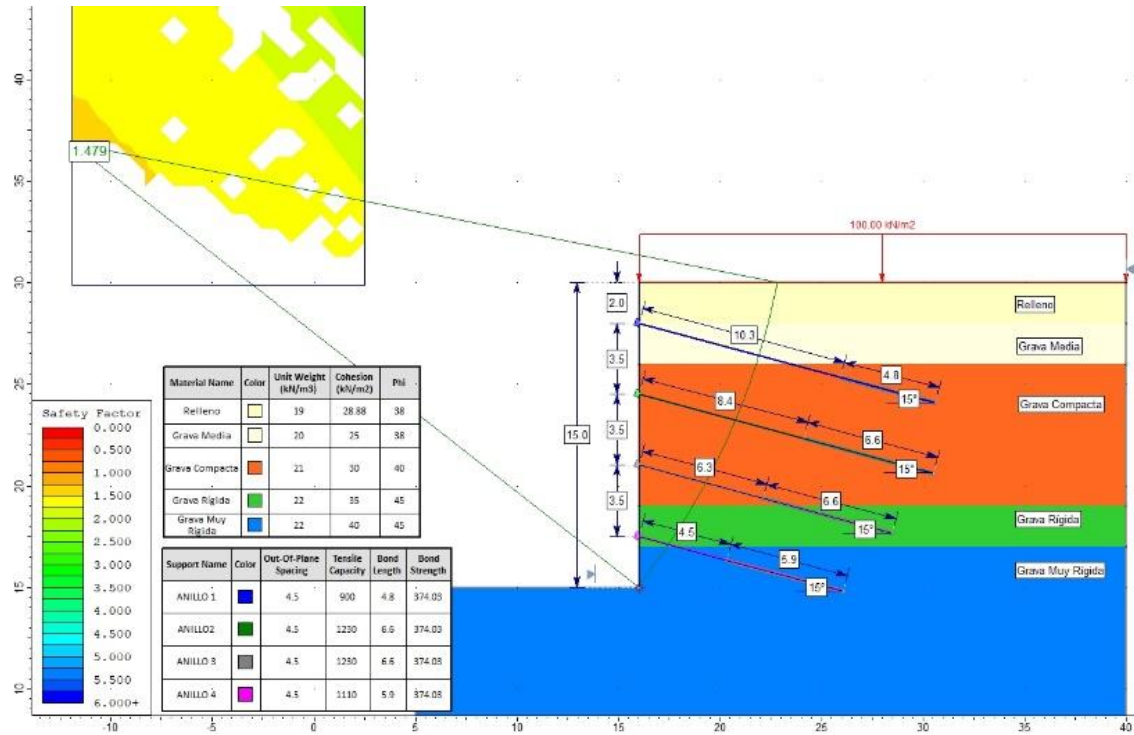 40
35
30
25
20
15
10
-10
-5
0
5
10
15
20
25
30
35
40
1.479
100.00 kN/m2
Relleno
Grava Media
Grava Compacta
Grava Rígida
Grava Muy Rigida
2.0
3.5
3.5
3.5
15.0
10.3
4.8
15°
8.4
6.6
15°
6.3
6.6
15°
4.5
5.9
15°
Safety Factor
0.000
0.500
1.000
1.500
2.000
2.500
3.000
3.500
4.000
4.500
5.000
5.500
6.000+
Material Name Color Unit Weight (kN/m3) Cohesion (kN/m2) Phi
Relleno 19 28.88 38
Grava Media 20 25 38
Grava Compacta 21 30 40
Grava Rígida 22 35 45
Grava Muy Rígida 22 40 45
Support Name Color Out-Of-Plane Spacing Tensile Capacity Bond Length Bond Strength
ANILLO 1 4.5 900 4.8 374.03
ANILLO2 4.5 1230 6.6 374.03
ANILLO 3 4.5 1230 6.6 374.03
ANILLO 4 4.5 1110 5.9 374.03